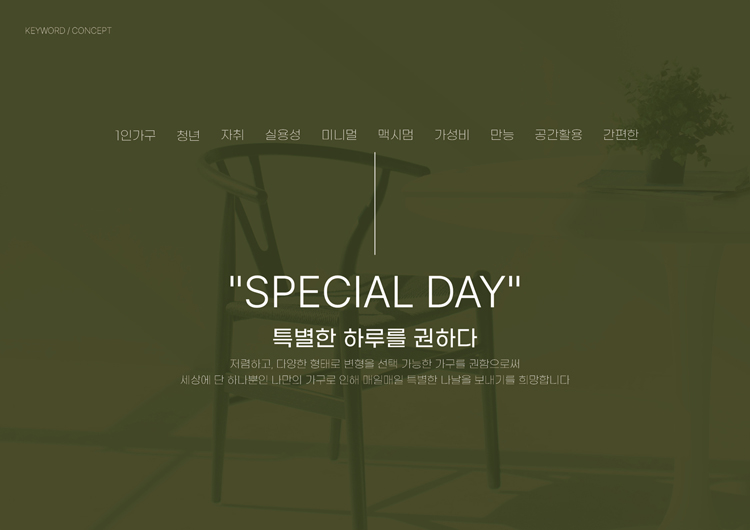 KEYWORD / CONCEPT
1인가구 청년 자취 실용성 미니멀 맥시멈 가성비 만능 공간활용 간편한
"SPECIAL DAY"
특별한 하루를 권하다
저렴하고, 다양한 형태로 변형을 선택 가능한 가구를 권함으로써
세상에 단 하나뿐인 나만의 가구로 인해 매일매일 특별한 나날을 보내기를 희망합니다